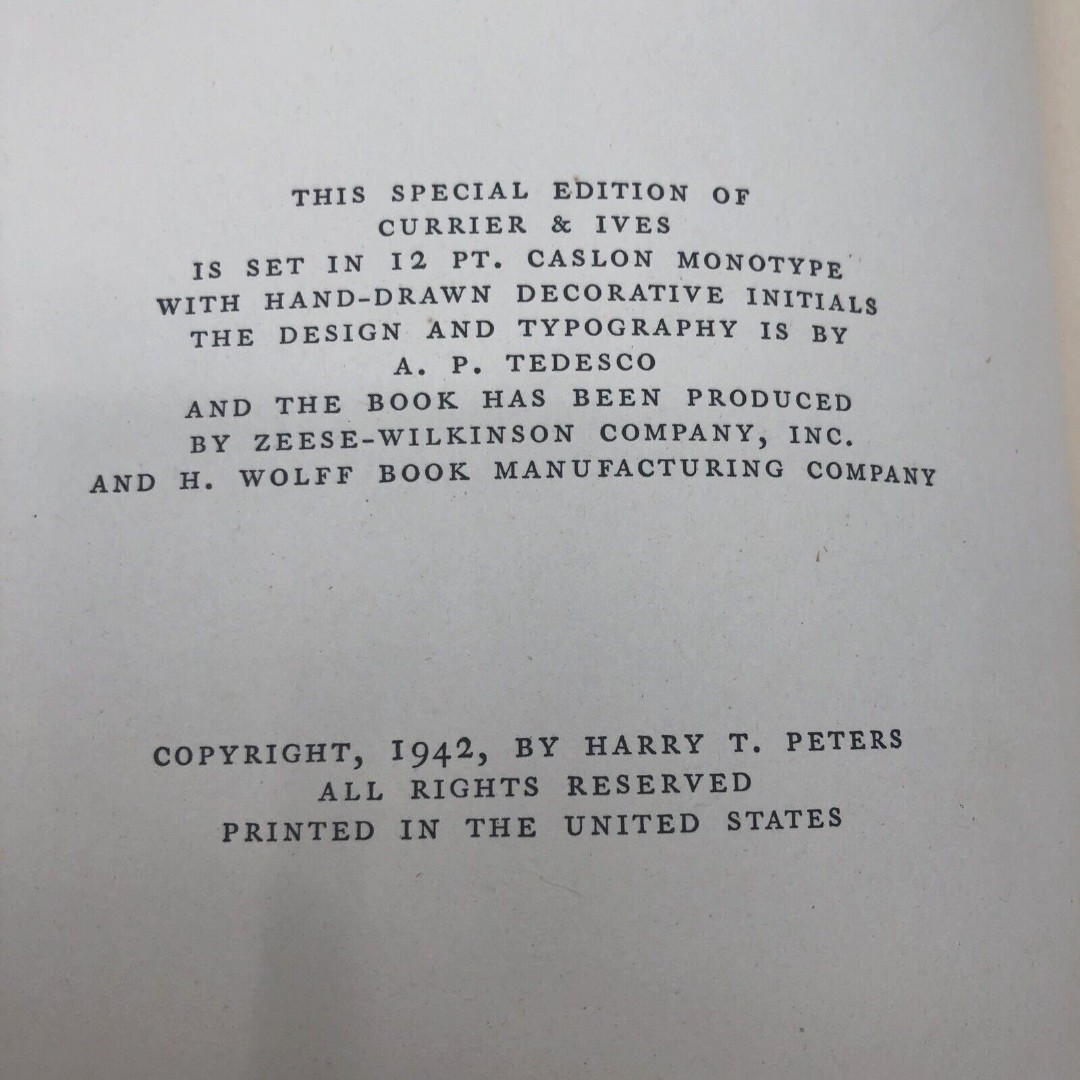 THIS SPECIAL EDITION OF
CURRIER & IVES
IS SET IN 12 PT. CASLON MONOTYPE
WITH HAND-DRAWN DECORATIVE INITIALS
THE DESIGN AND TYPOGRAPHY IS BY
A. P. TEDESCO
AND THE BOOK HAS BEEN PRODUCED
BY ZEESE-WILKINSON COMPANY, INC.
AND H. WOLFF BOOK MANUFACTURING COMPANY
COPYRIGHT, 1942, BY HARRY T. PETERS
ALL RIGHTS RESERVED
PRINTED IN THE UNITED STATES